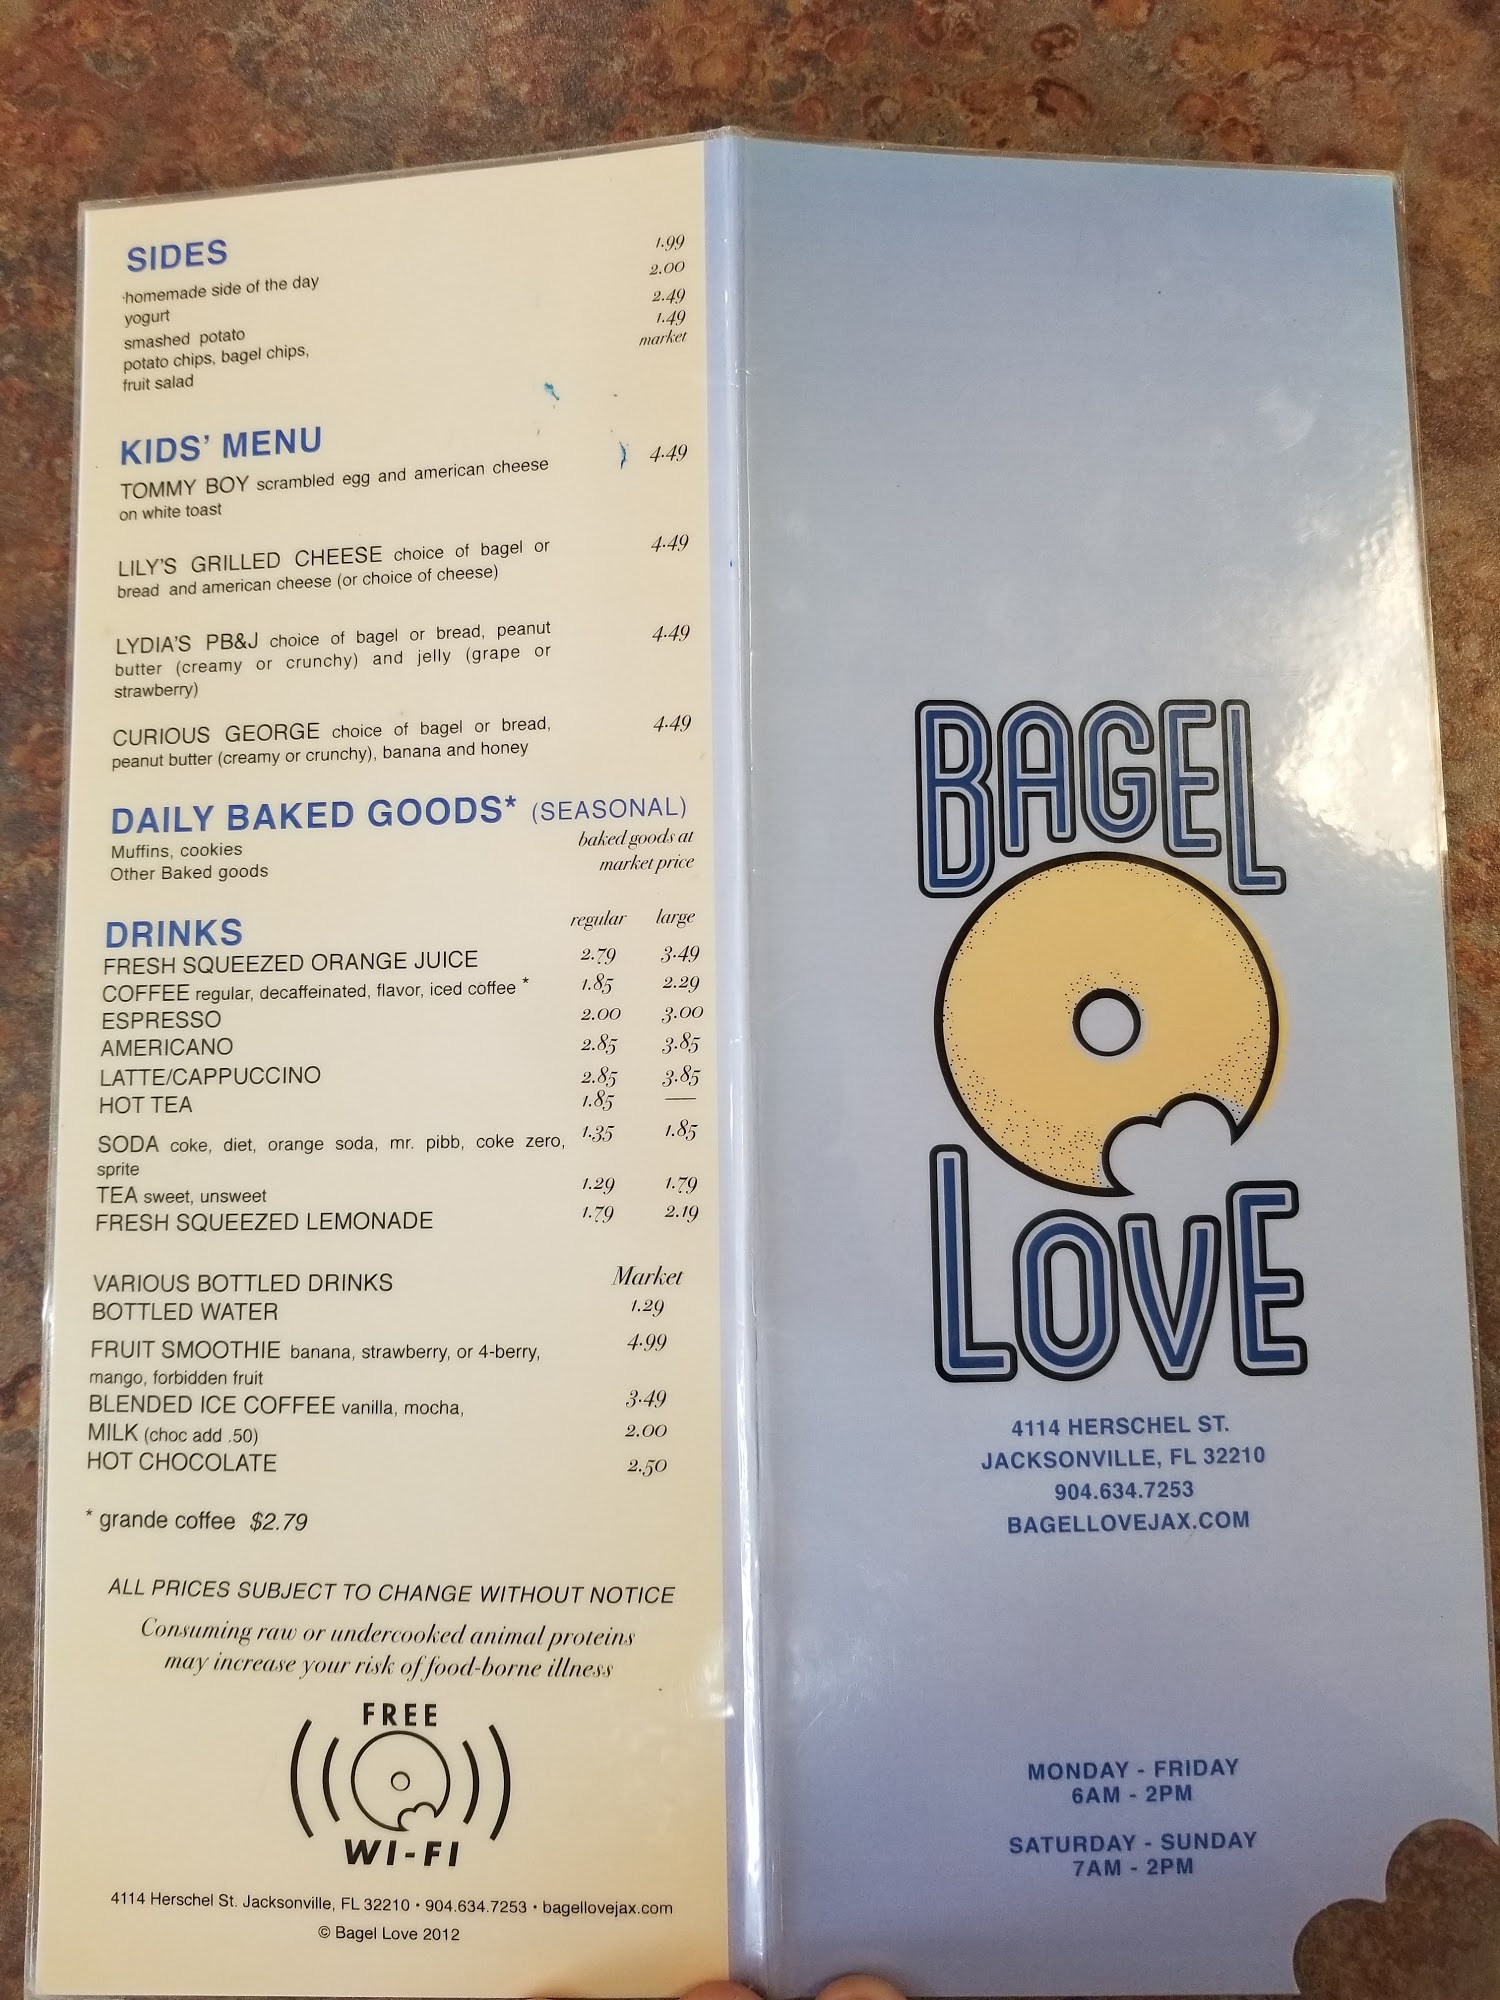 SIDES
homemade side of the day 1.99
yogurt 2.00
smashed potato 2.49
potato chips, bagel chips, 1.49
fruit salad market
KIDS' MENU
TOMMY BOY scrambled egg and american cheese 4.49
on white toast
LILY'S GRILLED CHEESE choice of bagel or 4.49
bread and american cheese (or choice of cheese)
LYDIA'S PB&J choice of bagel or bread, peanut 4.49
butter (creamy or crunchy) and jelly (grape or
strawberry)
CURIOUS GEORGE choice of bagel or bread, 4.49
peanut butter (creamy or crunchy), banana and honey
DAILY BAKED GOODS* (SEASONAL)
Muffins, cookies baked goods at
Other Baked goods market price
DRINKS regular large
FRESH SQUEEZED ORANGE JUICE 2.79 3.49
COFFEE regular, decaffeinated, flavor, iced coffee * 1.85 2.29
ESPRESSO 2.00 3.00
AMERICANO 2.85 3.85
LATTE/CAPPUCCINO 2.85 3.85
HOT TEA 1.85 —
SODA coke, diet, orange soda, mr. pibb, coke zero, 1.35 1.85
sprite
TEA sweet, unsweet 1.29 1.79
FRESH SQUEEZED LEMONADE 1.79 2.19
VARIOUS BOTTLED DRINKS Market
BOTTLED WATER 1.29
FRUIT SMOOTHIE banana, strawberry, or 4-berry, 4.99
mango, forbidden fruit
BLENDED ICE COFFEE vanilla, mocha, 3.49
MILK (choc add .50) 2.00
HOT CHOCOLATE 2.50
* grande coffee $2.79
ALL PRICES SUBJECT TO CHANGE WITHOUT NOTICE
Consuming raw or undercooked animal proteins
may increase your risk of food-borne illness
FREE
WI-FI
4114 Herschel St. Jacksonville, FL 32210 • 904.634.7253 • bagellovejax.com
© Bagel Love 2012
BAGEL
LOVE
4114 HERSCHEL ST.
JACKSONVILLE, FL 32210
904.634.7253
BAGELLOVEJAX.COM
MONDAY - FRIDAY
6AM - 2PM
SATURDAY - SUNDAY
7AM - 2PM